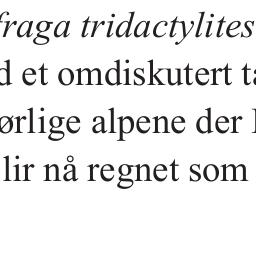 fraga tridactylites
d et omdiskutert ta
ørlige alpene der
lir nå regnet som